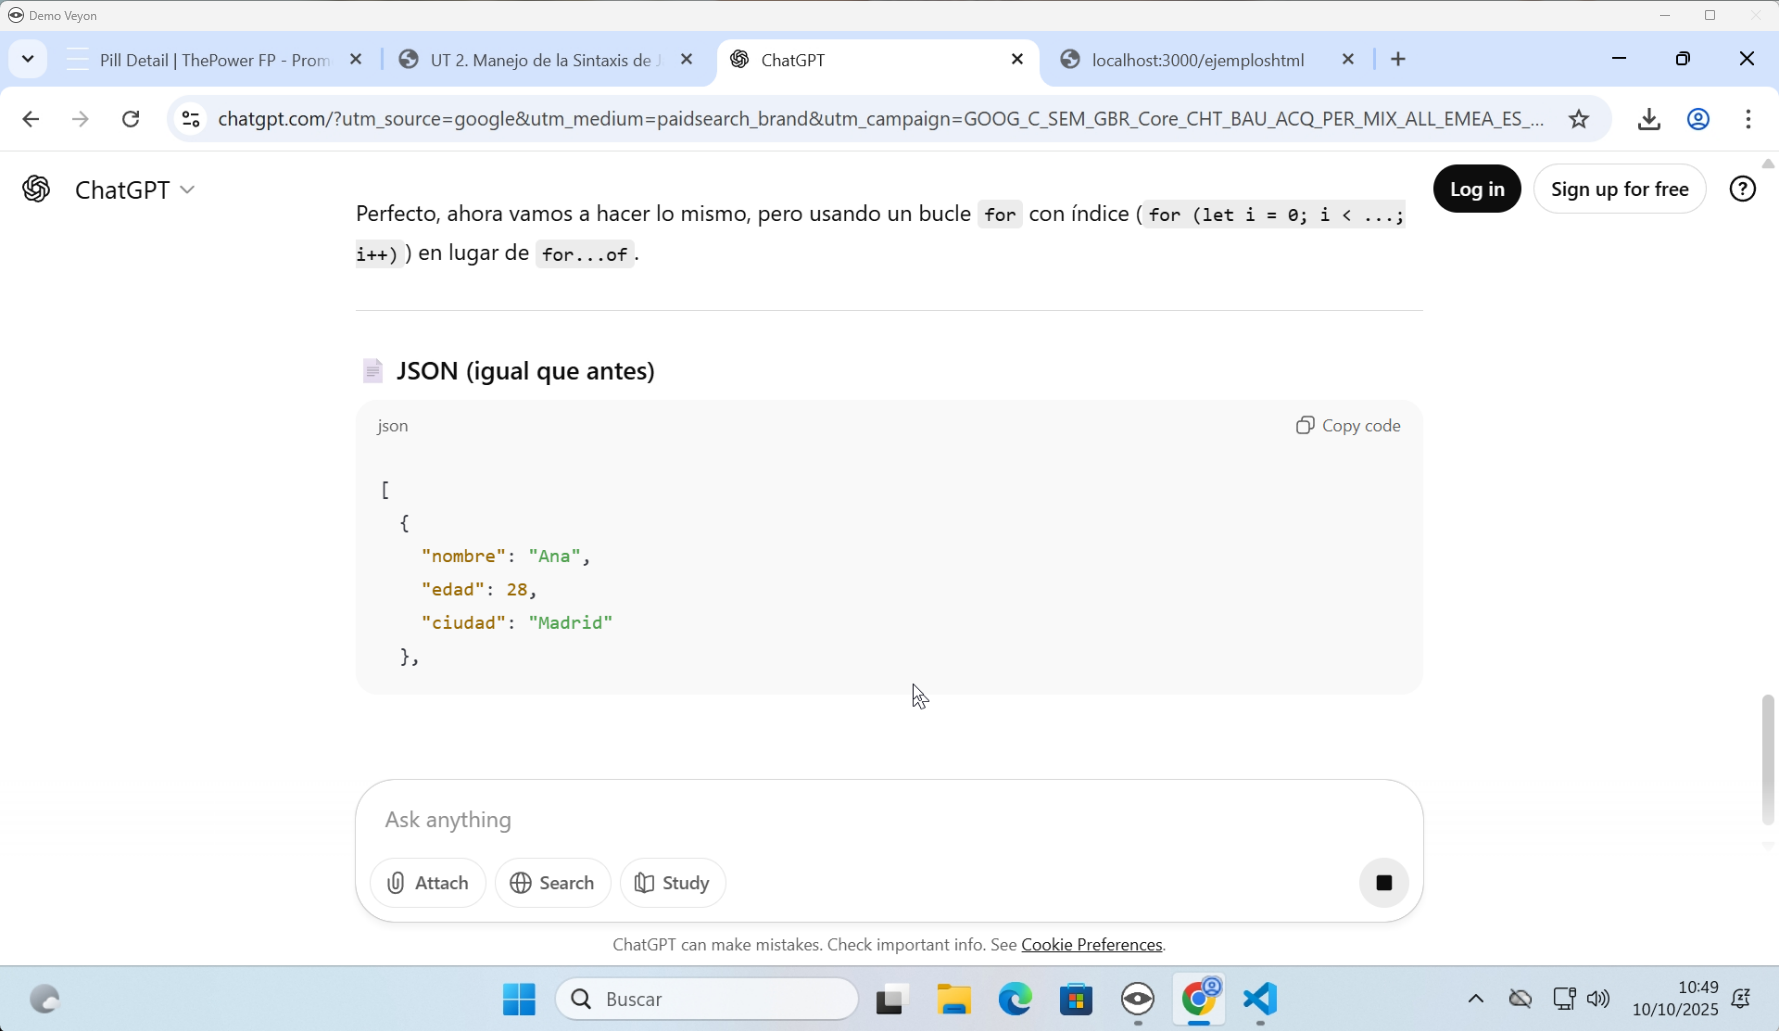 Demo Veyon
Pill Detail | ThePower FP - Prom
UT 2. Manejo de la Sintaxis de J
ChatGPT
localhost:3000/ejemploshtml
chatgpt.com/?utm_source=google&utm_medium=paidsearch_brand&utm_campaign=GOOG_C_SEM_GBR_Core_CHT_BAU_ACQ_PER_MIX_ALL_EMEA_ES_...
ChatGPT
Log in
Sign up for free
Perfecto, ahora vamos a hacer lo mismo, pero usando un bucle for con índice (for (let i = 0; i < ...;
i++)) en lugar de for...of.
JSON (igual que antes)
json
Copy code
[
{
"nombre": "Ana",
"edad": 28,
"ciudad": "Madrid"
},
Ask anything
Attach
Search
Study
ChatGPT can make mistakes. Check important info. See Cookie Preferences.
Buscar
10:49
10/10/2025